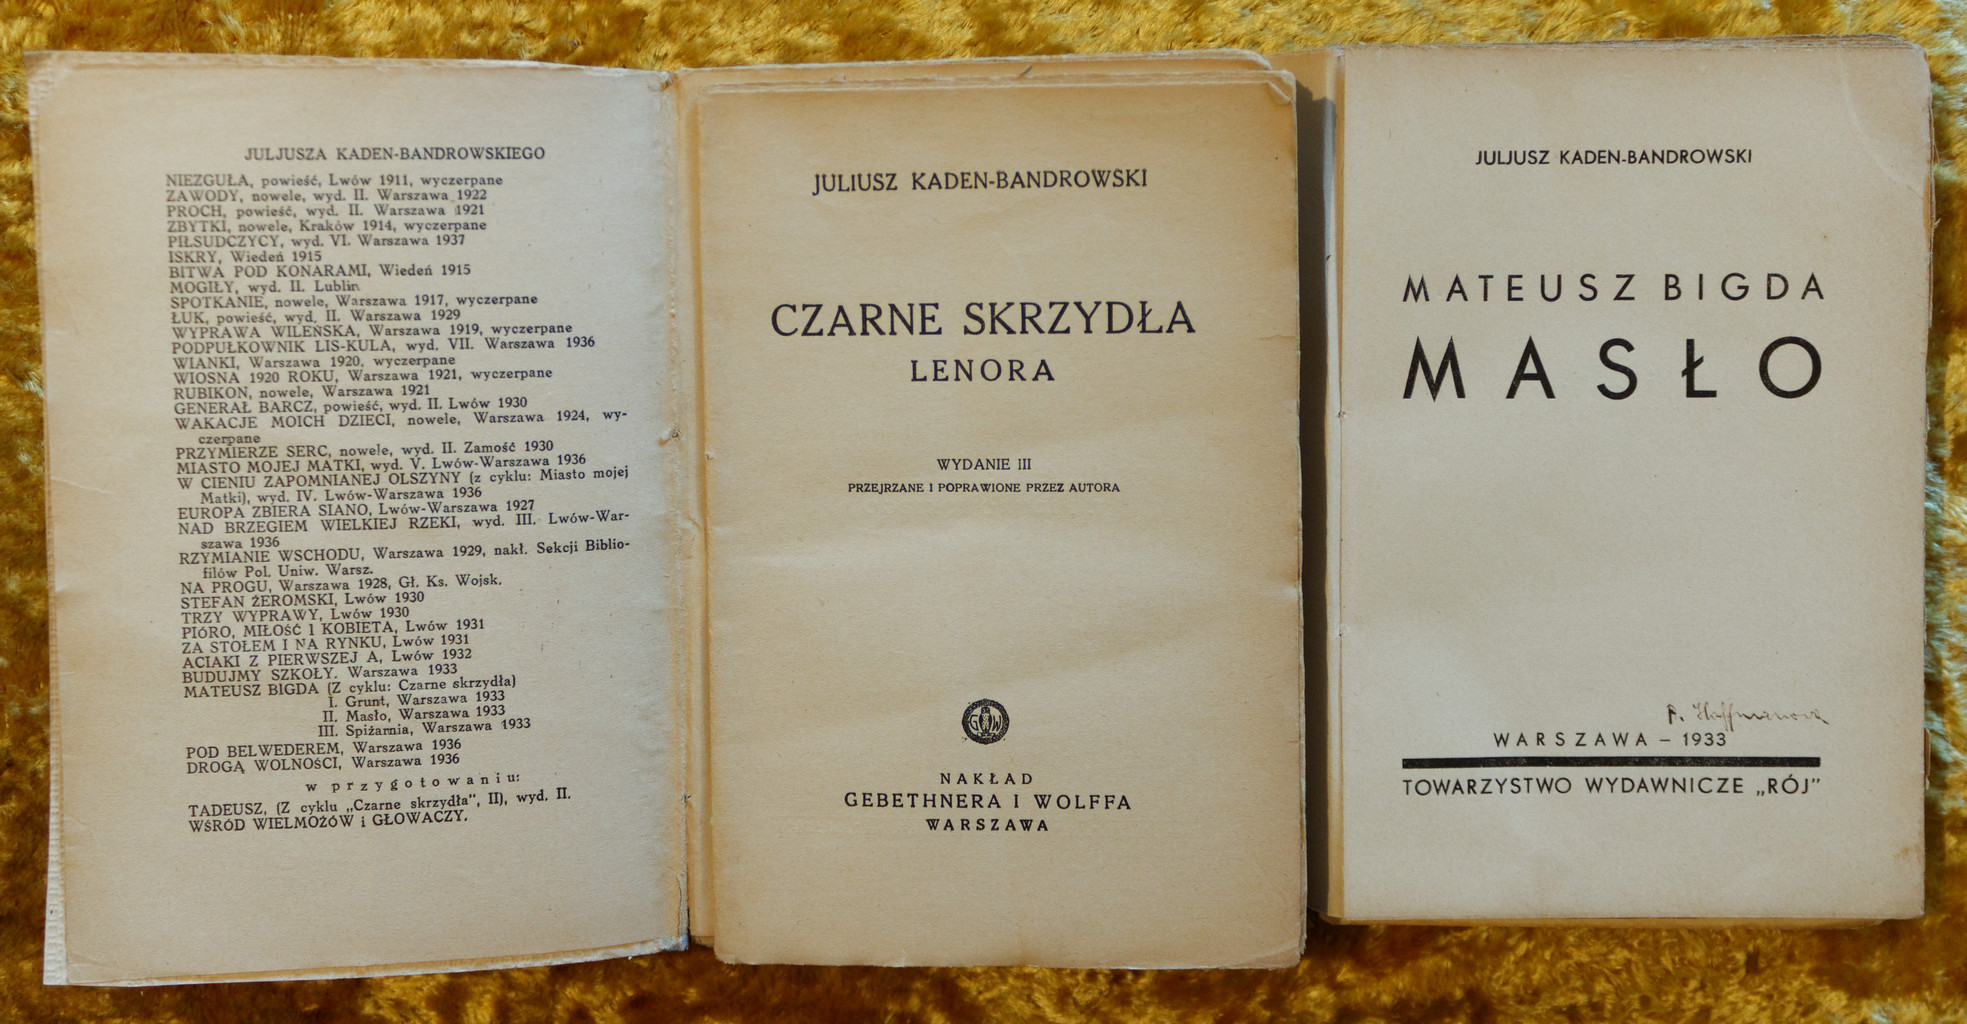 JULJUSZA KADEN-BANDROWSKIEGO
NIEZGUŁA, powieść, Lwów 1911, wyczerpane
ZAWODY, nowele, wyd. II. Warszawa 1922
PROCH, powieść, wyd. II. Warszawa 1921
ZBYTKI, nowele, Kraków 1914, wyczerpane
PIŁSUDCZYCY, wyd. VI. Warszawa 1937
ISKRY, Wiedeń 1915
BITWA POD KONARAMI, Wiedeń 1915
MOGIŁY, wyd. II. Lublin
SPOTKANIE, nowele, Warszawa 1917, wyczerpane
ŁUK, powieść, wyd. II. Warszawa 1929
WYPRAWA WILEŃSKA, Warszawa 1919, wyczerpane
PODPUŁKOWNIK LIS-KULA, wyd. VII. Warszawa 1936
WIANKI, Warszawa 1920, wyczerpane
WIOSNA 1920 ROKU, Warszawa 1921, wyczerpane
RUBIKON, nowele, Warszawa 1921
GENERAŁ BARCZ, powieść, wyd. II. Lwów 1930
WAKACJE MOICH DZIECI, nowele, Warszawa 1924, wy-
czerpane
PRZYMIERZE SERC, nowele, wyd. II. Zamość 1930
MIASTO MOJEJ MATKI, wyd. V. Lwów-Warszawa 1936
W CIENIU ZAPOMNIANEJ OLSZYNY (z cyklu: Miasto mojej
Matki), wyd. IV. Lwów-Warszawa 1936
EUROPA ZBIERA SIANO, Lwów-Warszawa 1927
NAD BRZEGIEM WIELKIEJ RZEKI, wyd. III. Lwów-War-
szawa 1936
RZYMIANIE WSCHODU, Warszawa 1929, nakł. Sekcji Biblio-
filów Pol. Uniw. Warsz.
NA PROGU, Warszawa 1928, Gł. Ks. Wojsk.
STEFAN ŻEROMSKI, Lwów 1930
TRZY WYPRAWY, Lwów 1930
PIÓRO, MIŁOŚĆ I KOBIETA, Lwów 1931
ZA STOŁEM I NA RYNKU, Lwów 1931
ACIAKI Z PIERWSZEJ A, Lwów 1932
BUDUJMY SZKOŁY. Warszawa 1933
MATEUSZ BIGDA (Z cyklu: Czarne skrzydła)
I. Grunt, Warszawa 1933
II. Masło, Warszawa 1933
III. Spiżarnia, Warszawa 1933
POD BELWEDEREM, Warszawa 1936
DROGĄ WOLNOŚCI, Warszawa 1936
w przygotowaniu:
TADEUSZ, (Z cyklu „Czarne skrzydła", II), wyd. II.
WŚRÓD WIELMOŻÓW i GŁOWACZY.
JULIUSZ KADEN-BANDROWSKI
CZARNE SKRZYDŁA
LENORA
WYDANIE III
PRZEJRZANE I POPRAWIONE PRZEZ AUTORA
G W
NAKŁAD
GEBETHNERA I WOLFFA
WARSZAWA
JULJUSZ KADEN-BANDROWSKI
MATEUSZ BIGDA
MASŁO
WARSZAWA – 1933
TOWARZYSTWO WYDAWNICZE „RÓJ"